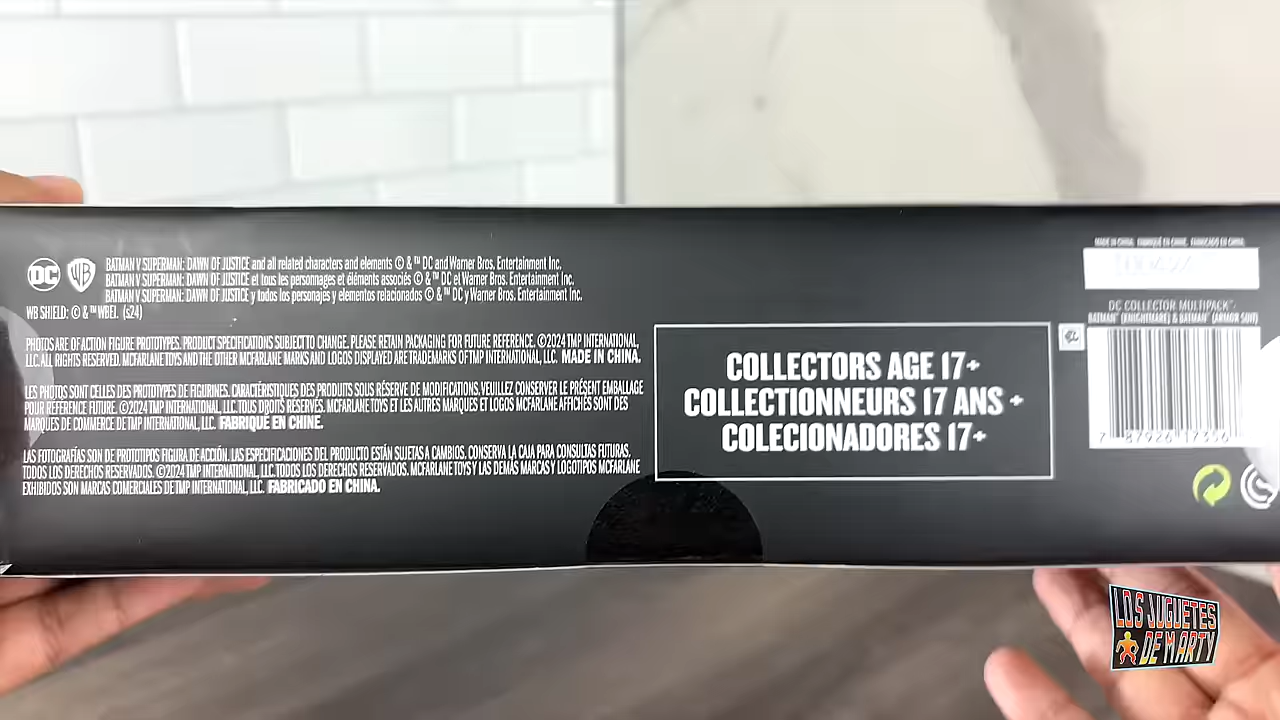 DC
WB
BATMAN V SUPERMAN: DAWN OF JUSTICE and all related characters and elements © & ™ DC and Warner Bros. Entertainment Inc.
BATMAN V SUPERMAN: DAWN OF JUSTICE et tous les personnages et éléments associés © & ™ DC et Warner Bros. Entertainment Inc.
BATMAN V SUPERMAN: DAWN OF JUSTICE y todos los personajes y elementos relacionados © & ™ DC y Warner Bros. Entertainment Inc.
WB SHIELD: © & ™ WBEI. (s24)
PHOTOS ARE OF ACTION FIGURE PROTOTYPES. PRODUCT SPECIFICATIONS SUBJECT TO CHANGE. PLEASE RETAIN PACKAGING FOR FUTURE REFERENCE. ©2024 TMP INTERNATIONAL,
LLC. ALL RIGHTS RESERVED. MCFARLANE TOYS AND THE OTHER MCFARLANE MARKS AND LOGOS DISPLAYED ARE TRADEMARKS OF TMP INTERNATIONAL, LLC. MADE IN CHINA.
LES PHOTOS SONT CELLES DES PROTOTYPES DE FIGURINES. CARACTÉRISTIQUES DES PRODUITS SOUS RÉSERVE DE MODIFICATIONS. VEUILLEZ CONSERVER LE PRÉSENT EMBALLAGE
POUR RÉFÉRENCE FUTURE. ©2024 TMP INTERNATIONAL, LLC. TOUS DROITS RÉSERVÉS. MCFARLANE TOYS ET LES AUTRES MARQUES ET LOGOS MCFARLANE AFFICHÉS SONT DES
MARQUES DE COMMERCE DE TMP INTERNATIONAL, LLC. FABRIQUÉ EN CHINE.
LAS FOTOGRAFÍAS SON DE PROTOTIPOS FIGURA DE ACCIÓN. LAS ESPECIFICACIONES DEL PRODUCTO ESTÁN SUJETAS A CAMBIOS. CONSERVA LA CAJA PARA CONSULTAS FUTURAS.
TODOS LOS DERECHOS RESERVADOS. ©2024 TMP INTERNATIONAL, LLC. TODOS LOS DERECHOS RESERVADOS. MCFARLANE TOYS Y LAS DEMÁS MARCAS Y LOGOTIPOS MCFARLANE
EXHIBIDOS SON MARCAS COMERCIALES DE TMP INTERNATIONAL, LLC. FABRICADO EN CHINA.
COLLECTORS AGE 17+
COLLECTIONNEURS 17 ANS +
COLECIONADORES 17+
MADE IN CHINA. FABRIQUÉ EN CHINE. FABRICADO EN CHINA.
DC COLLECTOR MULTIPACK™:
BATMAN™ (KNIGHTMARE) & BATMAN™ (ARMOR SUIT)
7 87926 17356
LOS JUGUETES
DE MARTY